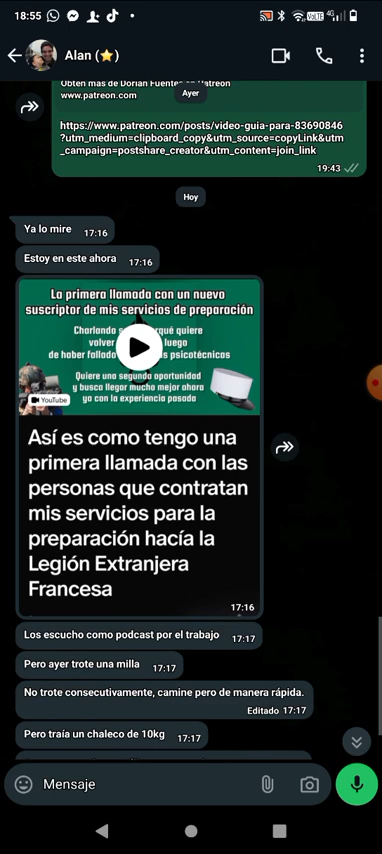 18:55
VoLTE
4G
Alan (⭐)
Obtén más de Dorian Fuentes en Patreon
www.patreon.com
Ayer
https://www.patreon.com/posts/video-guia-para-83690846
?utm_medium=clipboard_copy&utm_source=copyLink&utm
_campaign=postshare_creator&utm_content=join_link
19:43
Hoy
Ya lo mire 17:16
Estoy en este ahora 17:16
La primera llamada con un nuevo
suscriptor de mis servicios de preparación
Charlando quiere
volver luego
de haber fallado psicotécnicos
Quiere una segunda oportunidad
y busca llegar mucho mejor ahora
ya con la experiencia pasada
YouTube
Así es como tengo una
primera llamada con las
personas que contratan
mis servicios para la
preparación hacía la
Legión Extranjera
Francesa
17:16
Los escucho como podcast por el trabajo 17:17
Pero ayer trote una milla 17:17
No trote consecutivamente, camine pero de manera rápida.
Editado 17:17
Pero traía un chaleco de 10kg 17:17
Mensaje